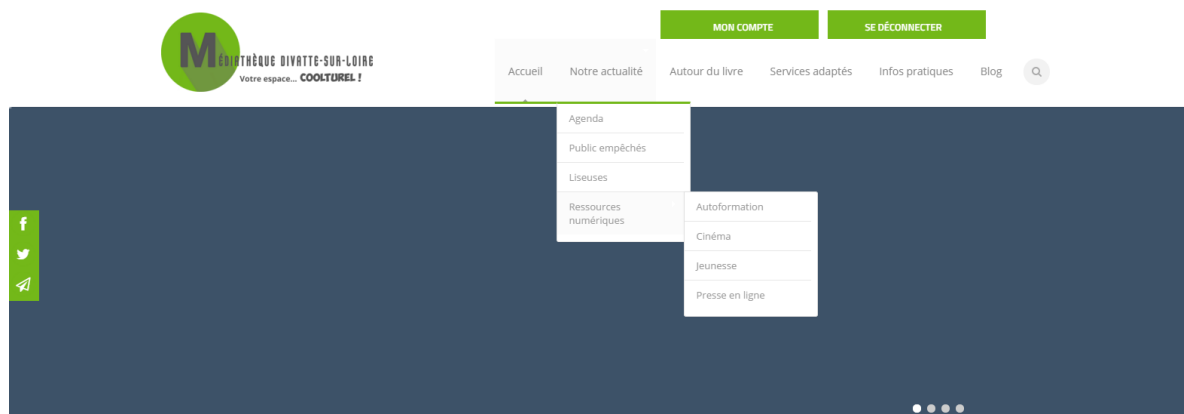 MON COMPTE
SE DÉCONNECTER
MÉDIATHÈQUE DIVATTE-SUR-LOIRE
Votre espace... COOLTUREL !
Accueil
Notre actualité
Autour du livre
Services adaptés
Infos pratiques
Blog
Agenda
Public empêchés
Liseuses
Ressources
numériques
Autoformation
Cinéma
Jeunesse
Presse en ligne